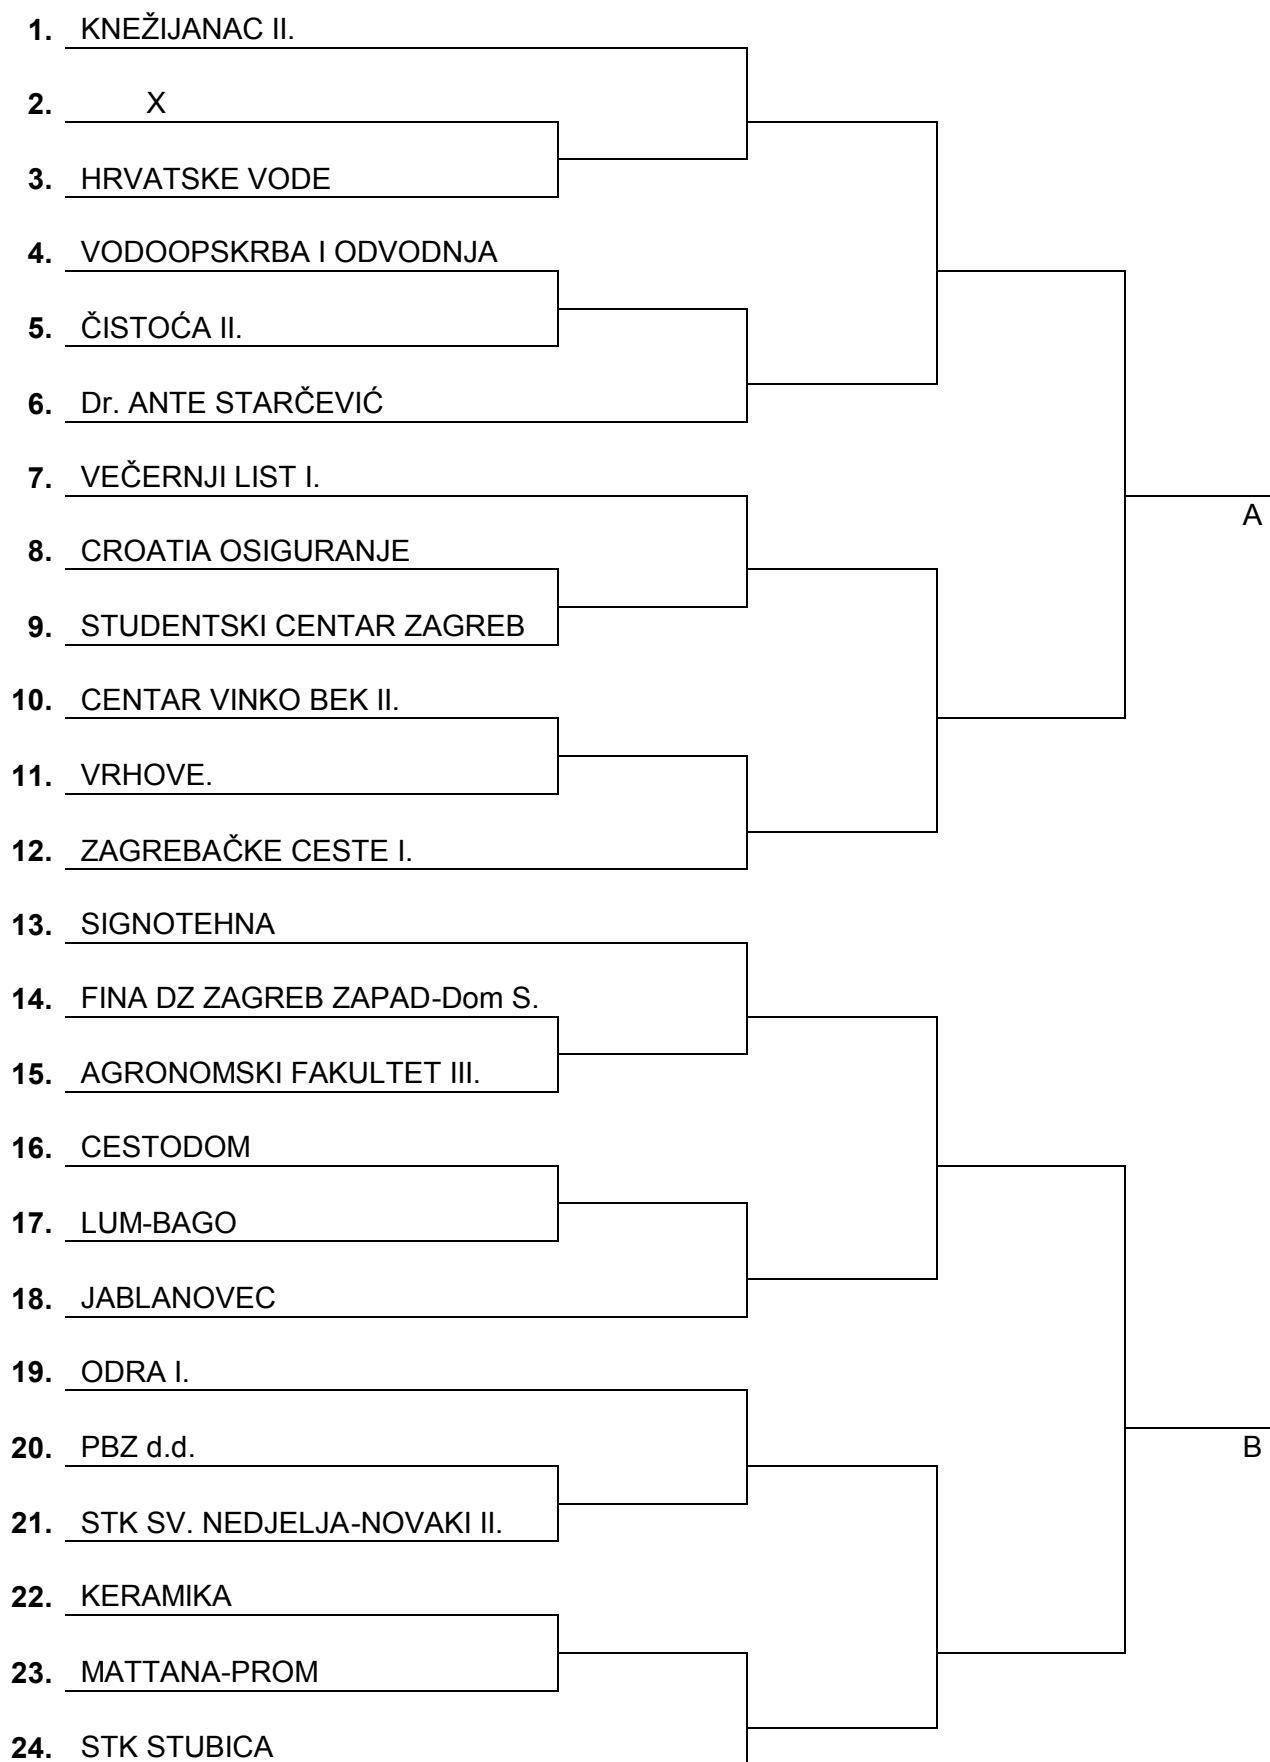 1. KNEŽIJANAC II.
2. X
3. HRVATSKE VODE
4. VODOOPSKRBA I ODVODNJA
5. ČISTOĆA II.
6. Dr. ANTE STARČEVIĆ
7. VEČERNJI LIST I.
A
8. CROATIA OSIGURANJE
9. STUDENTSKI CENTAR ZAGREB
10. CENTAR VINKO BEK II.
11. VRHOVE.
12. ZAGREBAČKE CESTE I.
13. SIGNOTEHNA
14. FINA DZ ZAGREB ZAPAD-Dom S.
15. AGRONOMSKI FAKULTET III.
16. CESTODOM
17. LUM-BAGO
18. JABLANOVEC
19. ODRA I.
20. PBZ d.d.
B
21. STK SV. NEDJELJA-NOVAKI II.
22. KERAMIKA
23. MATTANA-PROM
24. STK STUBICA